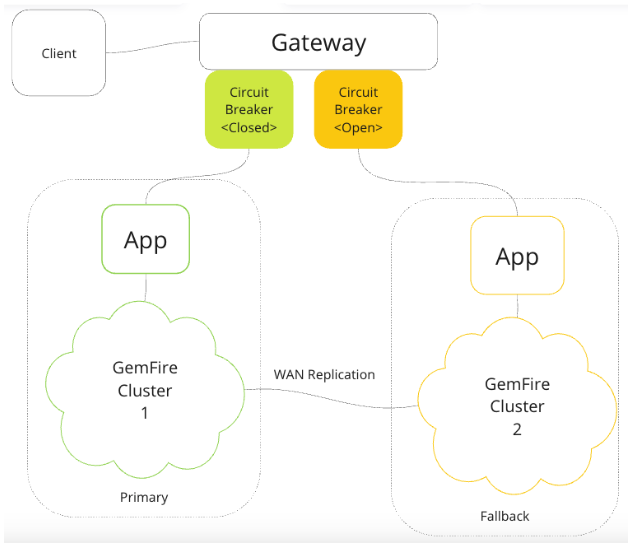 Client
Gateway
Circuit
Breaker
<Closed>
Circuit
Breaker
<Open>
App
App
GemFire
Cluster
1
WAN Replication
GemFire
Cluster
2
Primary
Fallback